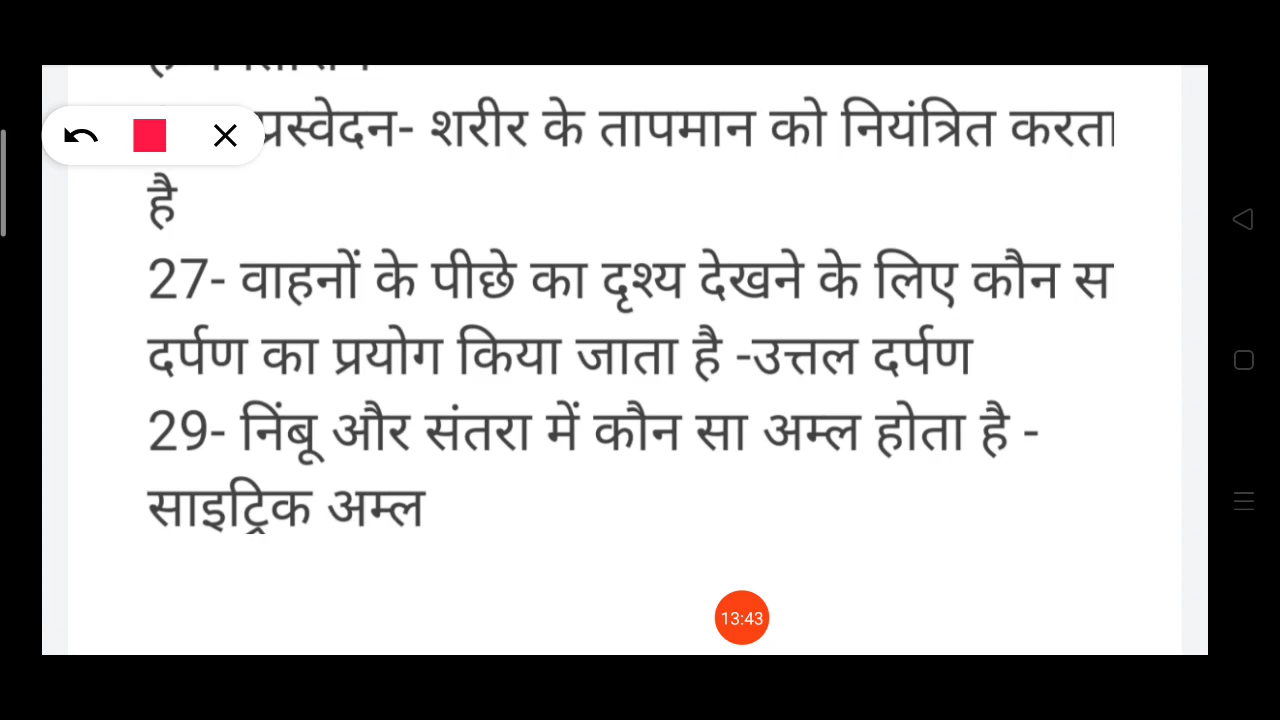 प्रस्वेदन- शरीर के तापमान को नियंत्रित करता
है
27- वाहनों के पीछे का दृश्य देखने के लिए कौन स
दर्पण का प्रयोग किया जाता है -उत्तल दर्पण
29- निंबू और संतरा में कौन सा अम्ल होता है -
साइट्रिक अम्ल
13:43